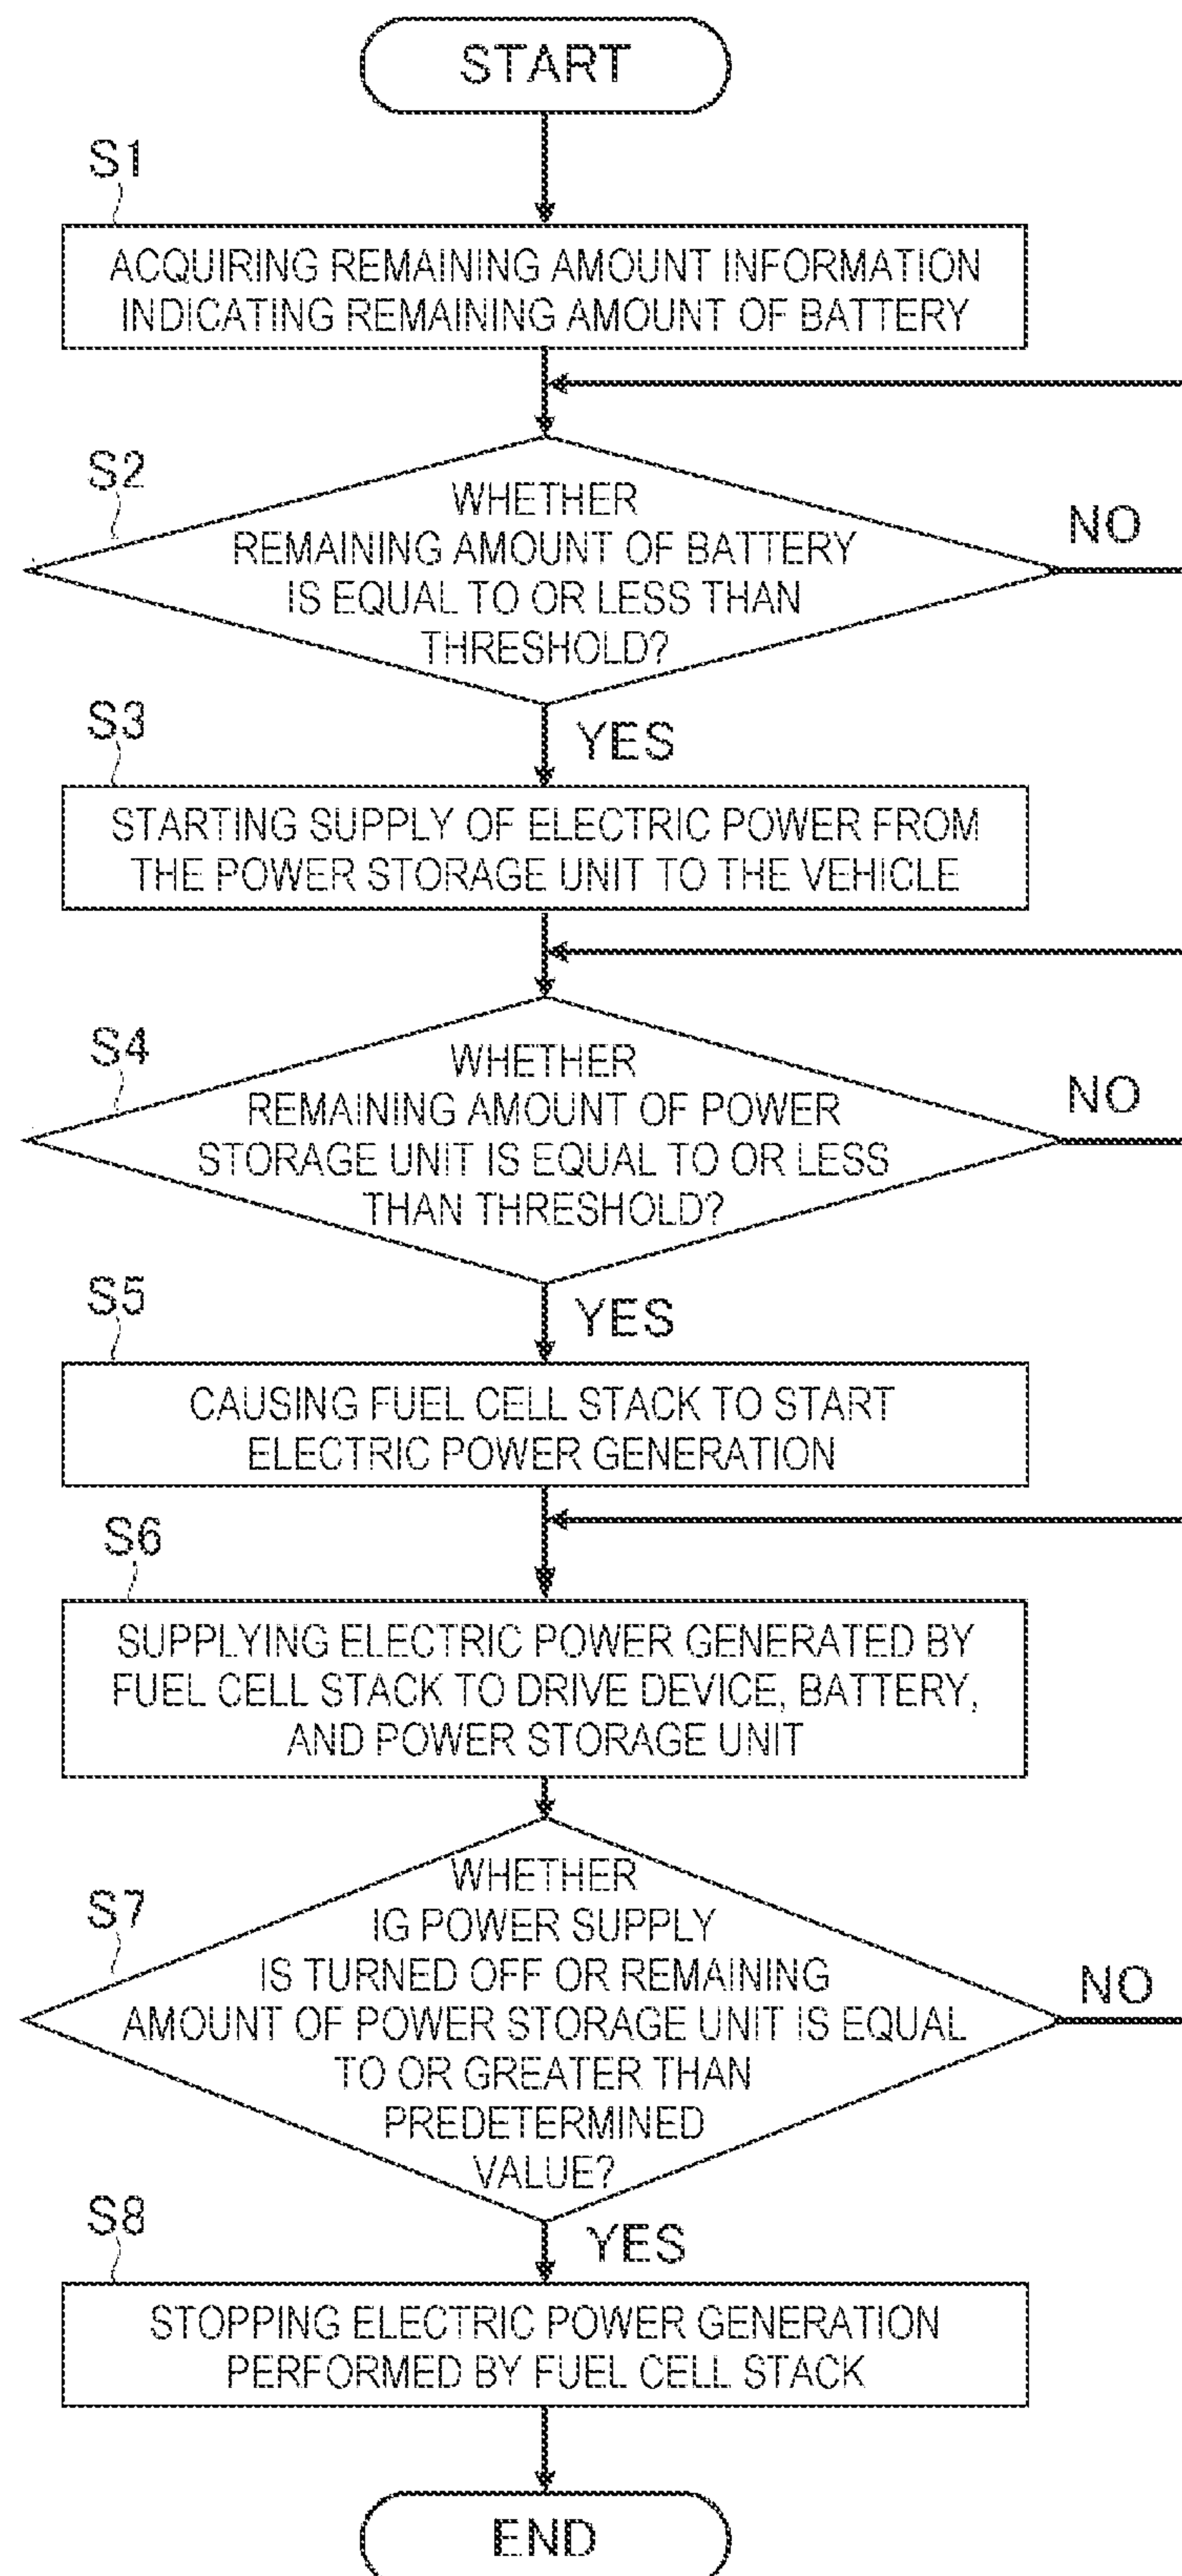 START
S1
ACQUIRING REMAINING AMOUNT INFORMATION
INDICATING REMAINING AMOUNT OF BATTERY
S2
WHETHER
REMAINING AMOUNT OF BATTERY
IS EQUAL TO OR LESS THAN
THRESHOLD?
NO
YES
S3
STARTING SUPPLY OF ELECTRIC POWER FROM
THE POWER STORAGE UNIT TO THE VEHICLE
S4
WHETHER
REMAINING AMOUNT OF POWER
STORAGE UNIT IS EQUAL TO OR LESS
THAN THRESHOLD?
NO
YES
S5
CAUSING FUEL CELL STACK TO START
ELECTRIC POWER GENERATION
S6
SUPPLYING ELECTRIC POWER GENERATED BY
FUEL CELL STACK TO DRIVE DEVICE, BATTERY,
AND POWER STORAGE UNIT
S7
WHETHER
IG POWER SUPPLY
IS TURNED OFF OR REMAINING
AMOUNT OF POWER STORAGE UNIT IS EQUAL
TO OR GREATER THAN
PREDETERMINED
VALUE?
NO
YES
S8
STOPPING ELECTRIC POWER GENERATION
PERFORMED BY FUEL CELL STACK
END